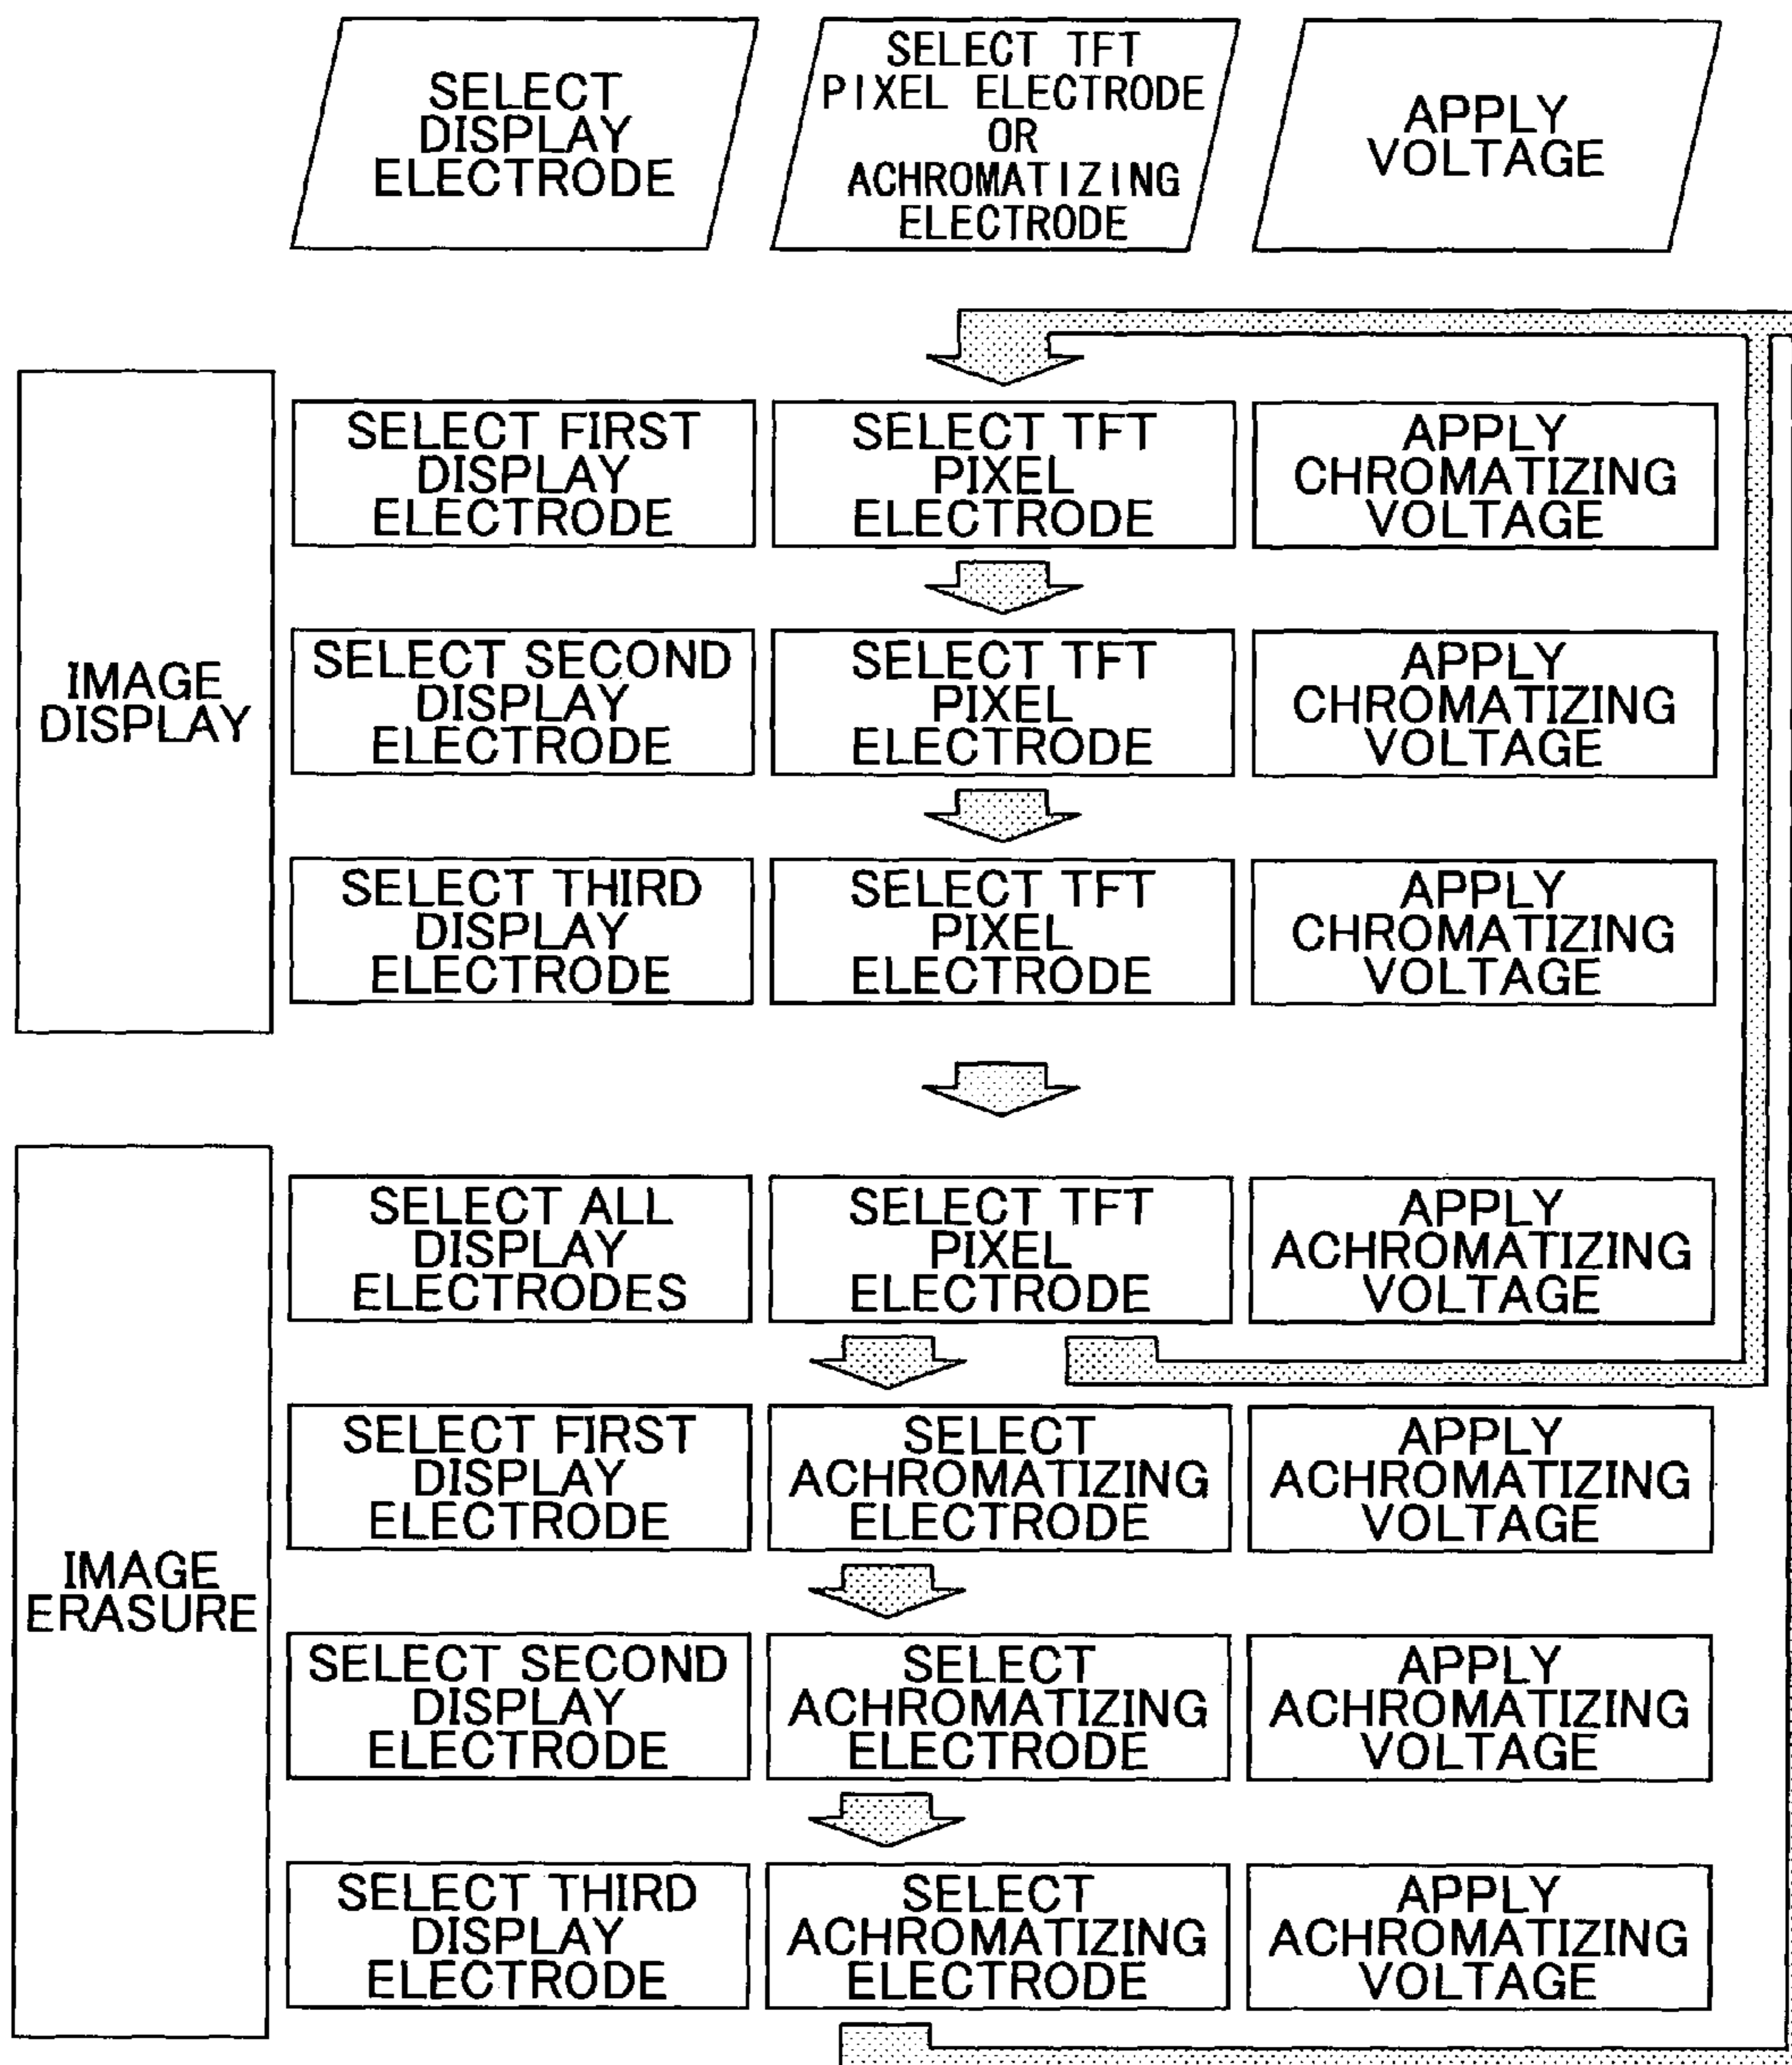 SELECT
DISPLAY
ELECTRODE
SELECT TFT
PIXEL ELECTRODE
OR
ACHROMATIZING
ELECTRODE
APPLY
VOLTAGE
IMAGE
DISPLAY
SELECT FIRST
DISPLAY
ELECTRODE
SELECT TFT
PIXEL
ELECTRODE
APPLY
CHROMATIZING
VOLTAGE
SELECT SECOND
DISPLAY
ELECTRODE
SELECT TFT
PIXEL
ELECTRODE
APPLY
CHROMATIZING
VOLTAGE
SELECT THIRD
DISPLAY
ELECTRODE
SELECT TFT
PIXEL
ELECTRODE
APPLY
CHROMATIZING
VOLTAGE
IMAGE
ERASURE
SELECT ALL
DISPLAY
ELECTRODES
SELECT TFT
PIXEL
ELECTRODE
APPLY
ACHROMATIZING
VOLTAGE
SELECT FIRST
DISPLAY
ELECTRODE
SELECT
ACHROMATIZING
ELECTRODE
APPLY
ACHROMATIZING
VOLTAGE
SELECT SECOND
DISPLAY
ELECTRODE
SELECT
ACHROMATIZING
ELECTRODE
APPLY
ACHROMATIZING
VOLTAGE
SELECT THIRD
DISPLAY
ELECTRODE
SELECT
ACHROMATIZING
ELECTRODE
APPLY
ACHROMATIZING
VOLTAGE